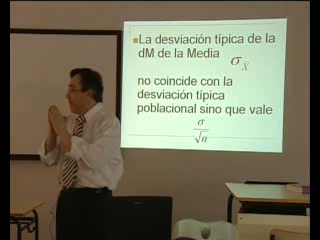 La desviación típica de la
dM de la Media σ_X̄
no coincide con la
desviación típica
poblacional sino que vale
σ/√n